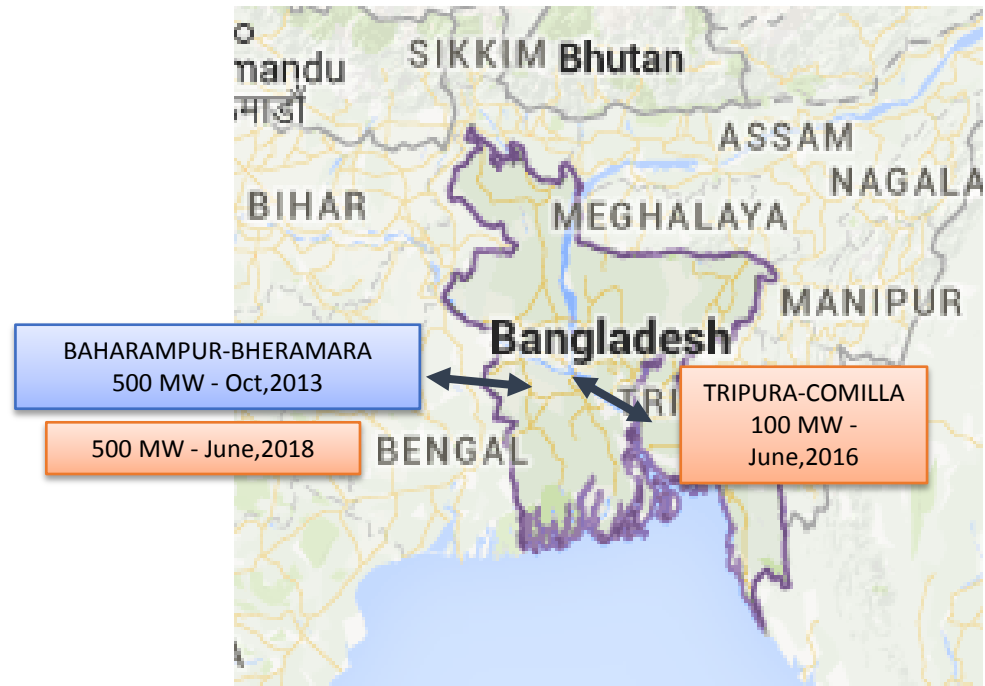 SIKKIM
Bhutan
mandu
ASSAM
NAGALA
BIHAR
MEGHALAYA
MANIPUR
Bangladesh
BAHARAMPUR-BHERAMARA
500 MW - Oct,2013
TRI
TRIPURA-COMILLA
100 MW -
June,2016
500 MW - June,2018
BENGAL